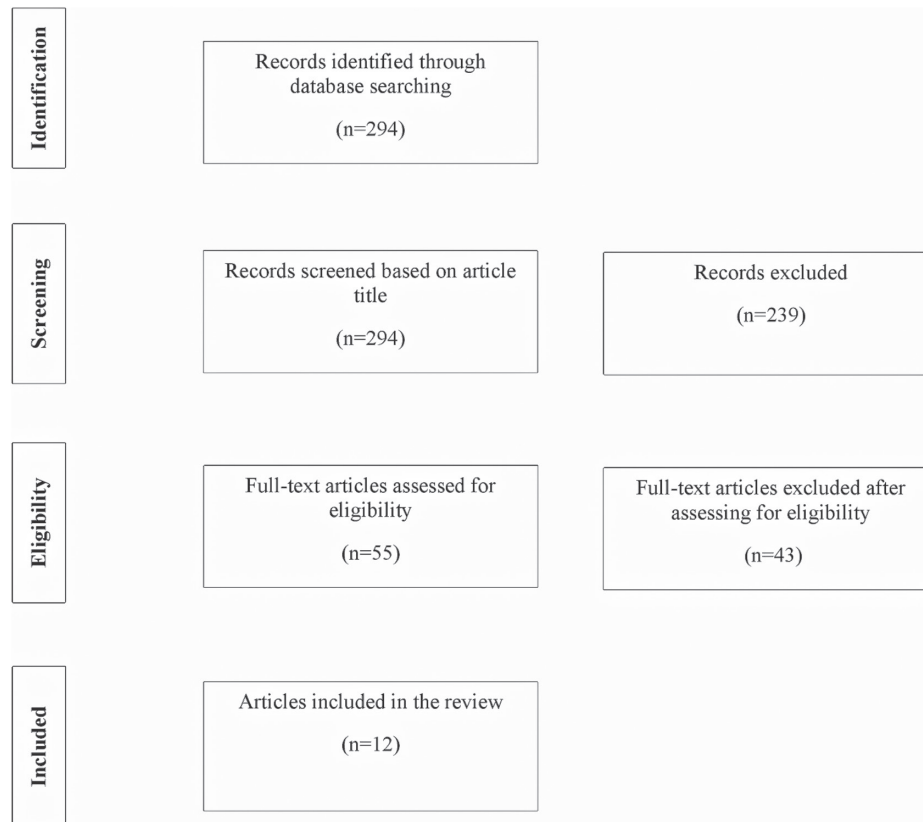 Identification
Records identified through
database searching
(n=294)
Screening
Records screened based on article
title
(n=294)
Records excluded
(n=239)
Eligibility
Full-text articles assessed for
eligibility
(n=55)
Full-text articles excluded after
assessing for eligibility
(n=43)
Included
Articles included in the review
(n=12)